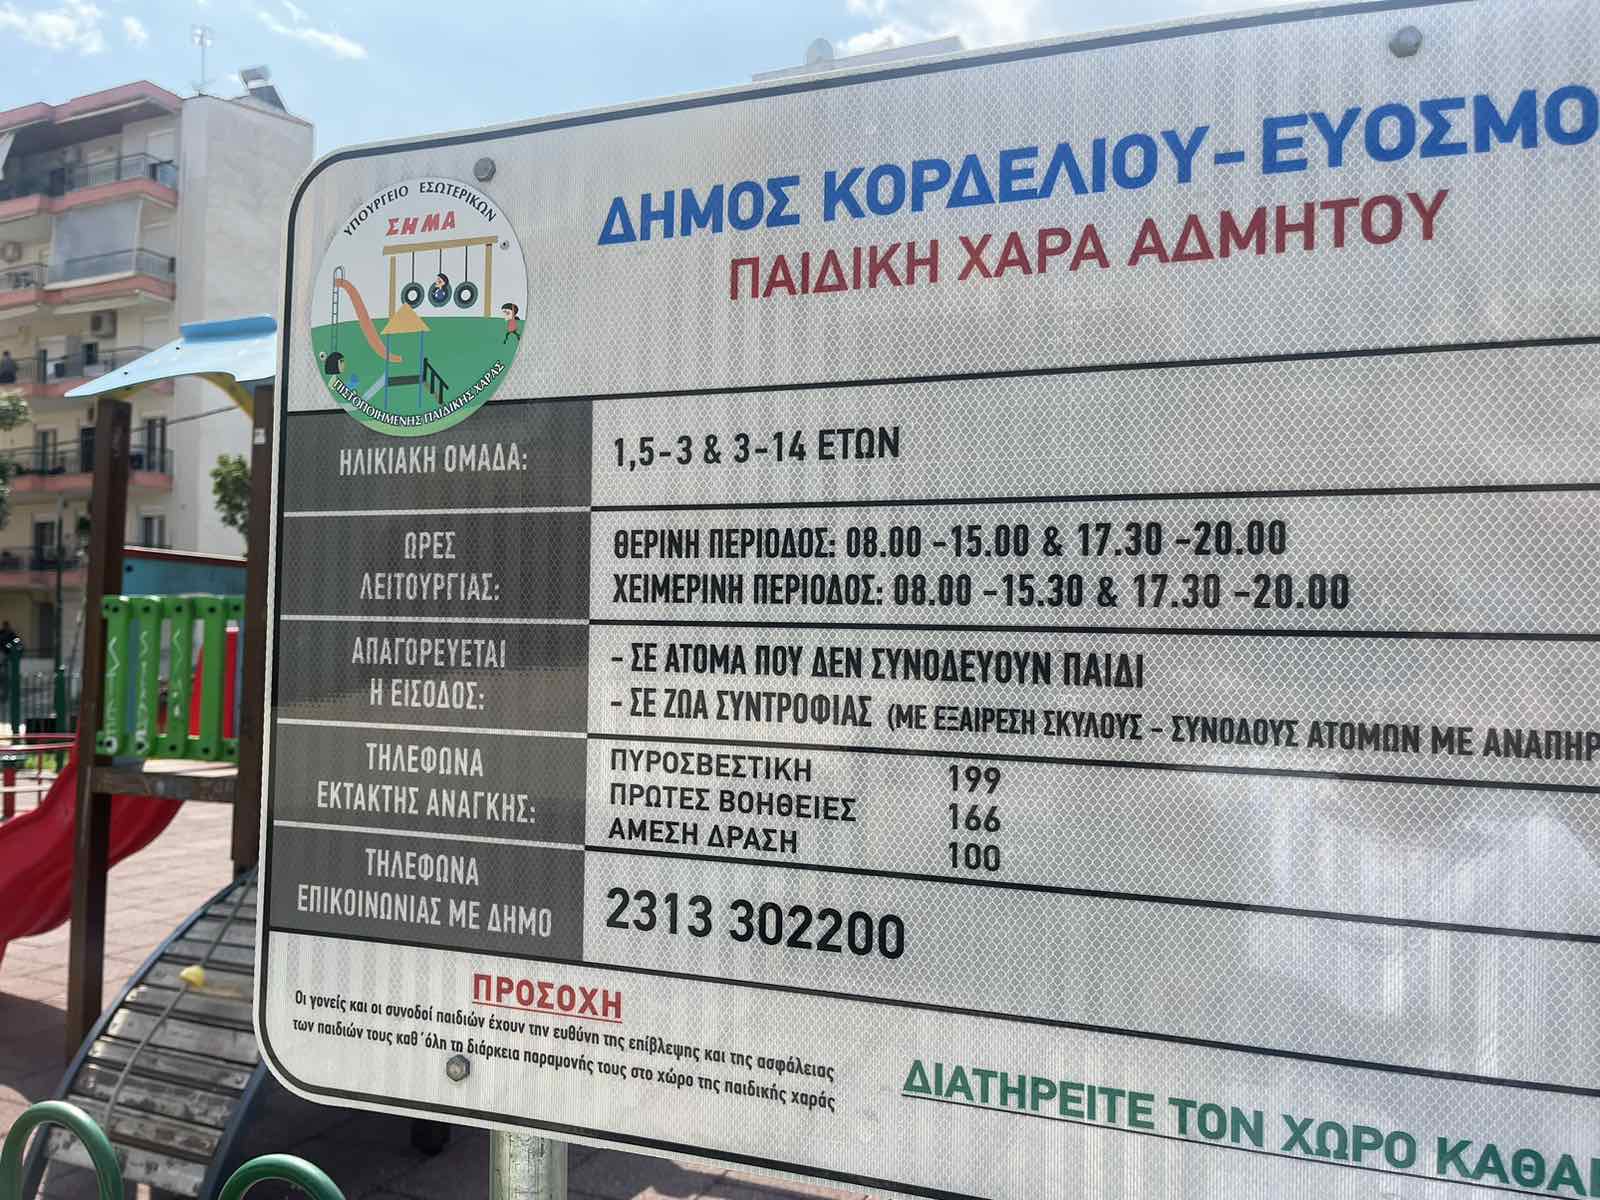 ΥΠΟΥΡΓΕΙΟ ΕΣΩΤΕΡΙΚΩΝ
ΣΗΜΑ
ΠΙΣΤΟΠΟΙΗΜΕΝΗΣ ΠΑΙΔΙΚΗΣ ΧΑΡΑΣ
ΔΗΜΟΣ ΚΟΡΔΕΛΙΟΥ-ΕΥΟΣΜΟ
ΠΑΙΔΙΚΗ ΧΑΡΑ ΑΔΜΗΤΟΥ
ΗΛΙΚΙΑΚΗ ΟΜΑΔΑ:
1,5-3 & 3-14 ΕΤΩΝ
ΩΡΕΣ
ΛΕΙΤΟΥΡΓΙΑΣ:
ΘΕΡΙΝΗ ΠΕΡΙΟΔΟΣ: 08.00 -15.00 & 17.30 -20.00
ΧΕΙΜΕΡΙΝΗ ΠΕΡΙΟΔΟΣ: 08.00 -15.30 & 17.30 -20.00
ΑΠΑΓΟΡΕΥΕΤΑΙ
Η ΕΙΣΟΔΟΣ:
- ΣΕ ΑΤΟΜΑ ΠΟΥ ΔΕΝ ΣΥΝΟΔΕΥΟΥΝ ΠΑΙΔΙ
- ΣΕ ΖΩΑ ΣΥΝΤΡΟΦΙΑΣ (ΜΕ ΕΞΑΙΡΕΣΗ ΣΚΥΛΟΥΣ - ΣΥΝΟΔΟΥΣ ΑΤΟΜΩΝ ΜΕ ΑΝΑΠΗΡ
ΤΗΛΕΦΩΝΑ
ΕΚΤΑΚΤΗΣ ΑΝΑΓΚΗΣ:
ΠΥΡΟΣΒΕΣΤΙΚΗ 199
ΠΡΩΤΕΣ ΒΟΗΘΕΙΕΣ 166
ΑΜΕΣΗ ΔΡΑΣΗ 100
ΤΗΛΕΦΩΝΑ
ΕΠΙΚΟΙΝΩΝΙΑΣ ΜΕ ΔΗΜΟ
2313 302200
ΠΡΟΣΟΧΗ
Οι γονείς και οι συνοδοί παιδιών έχουν την ευθύνη της επίβλεψης και της ασφάλειας
των παιδιών τους καθ΄όλη τη διάρκεια παραμονής τους στο χώρο της παιδικής χαράς
ΔΙΑΤΗΡΕΙΤΕ ΤΟΝ ΧΩΡΟ ΚΑΘΑ